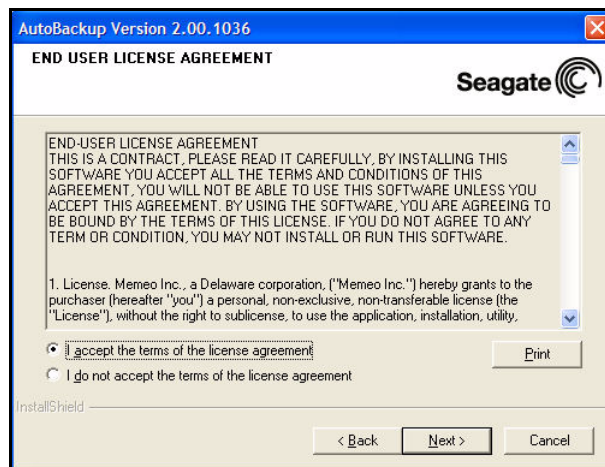 AutoBackup Version 2.00.1036
END USER LICENSE AGREEMENT
Seagate
END-USER LICENSE AGREEMENT
THIS IS A CONTRACT, PLEASE READ IT CAREFULLY, BY INSTALLING THIS
SOFTWARE YOU ACCEPT ALL THE TERMS AND CONDITIONS OF THIS
AGREEMENT, YOU WILL NOT BE ABLE TO USE THIS SOFTWARE UNLESS YOU
ACCEPT THIS AGREEMENT. BY USING THE SOFTWARE, YOU ARE AGREEING TO
BE BOUND BY THE TERMS OF THIS LICENSE. IF YOU DO NOT AGREE TO ANY
TERM OR CONDITION, YOU MAY NOT INSTALL OR RUN THIS SOFTWARE.
1. License. Memeo Inc., a Delaware corporation, ("Memeo Inc.") hereby grants to the
purchaser (hereafter "you") a personal, non-exclusive, non-transferable license (the
"License"), without the right to sublicense, to use the application, installation, utility,
I accept the terms of the license agreement
Print
I do not accept the terms of the license agreement
InstallShield
< Back
Next >
Cancel